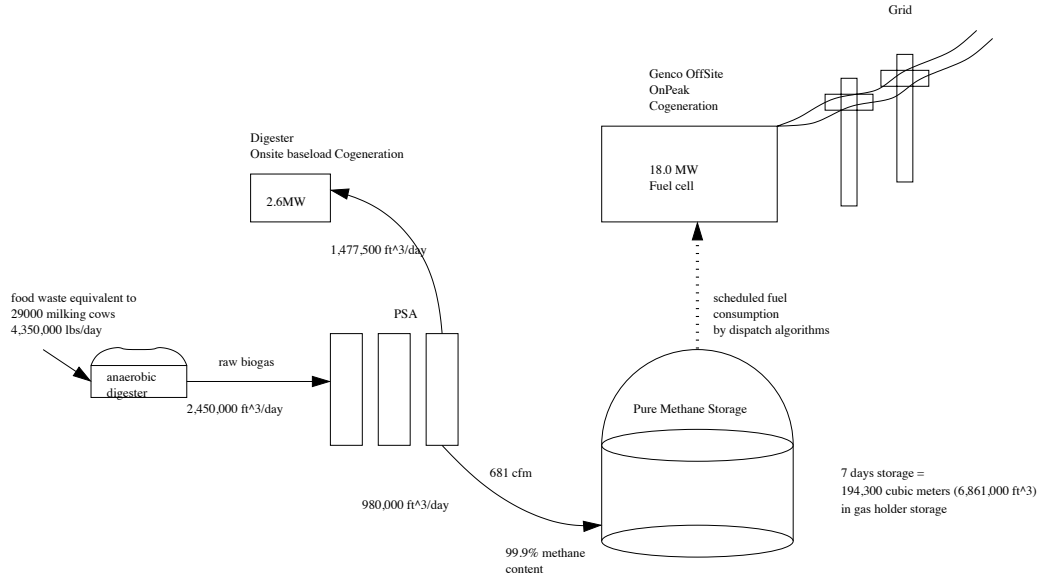 Grid
Genco OffSite
OnPeak
Cogeneration
18.0 MW
Fuel cell
Digester
Onsite baseload Cogeneration
2.6MW
1,477,500 ft^3/day
food waste equivalent to
29000 milking cows
4,350,000 lbs/day
PSA
scheduled fuel
consumption
by dispatch algorithms
raw biogas
anaerobic
digester
2,450,000 ft^3/day
Pure Methane Storage
681 cfm
980,000 ft^3/day
7 days storage =
194,300 cubic meters (6,861,000 ft^3)
in gas holder storage
99.9% methane
content